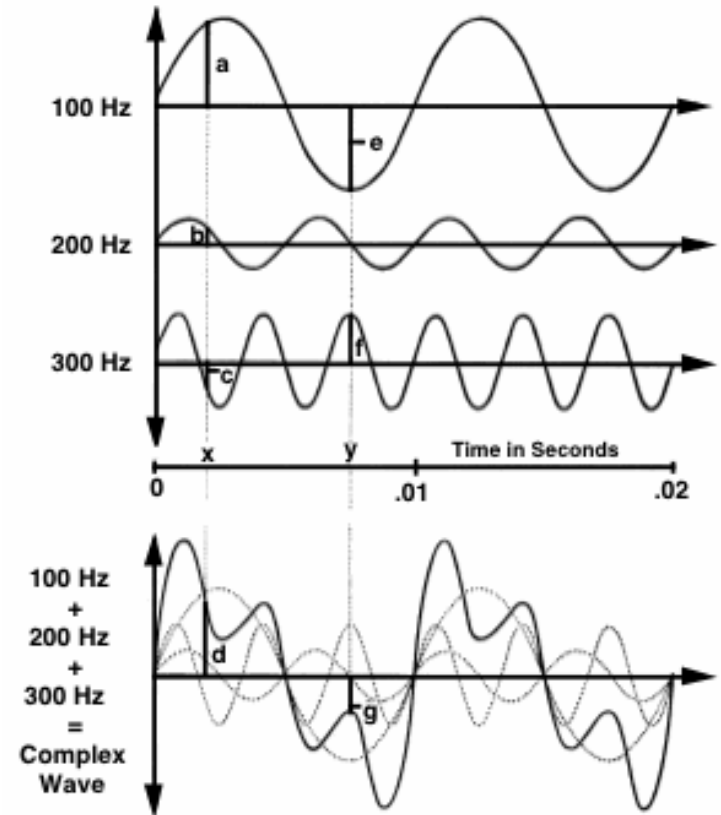 a
100 Hz
e
b
200 Hz
f
300 Hz
c
x
y
Time in Seconds
0
.01
.02
100 Hz
+
200 Hz
+
300 Hz
=
Complex
Wave
d
g